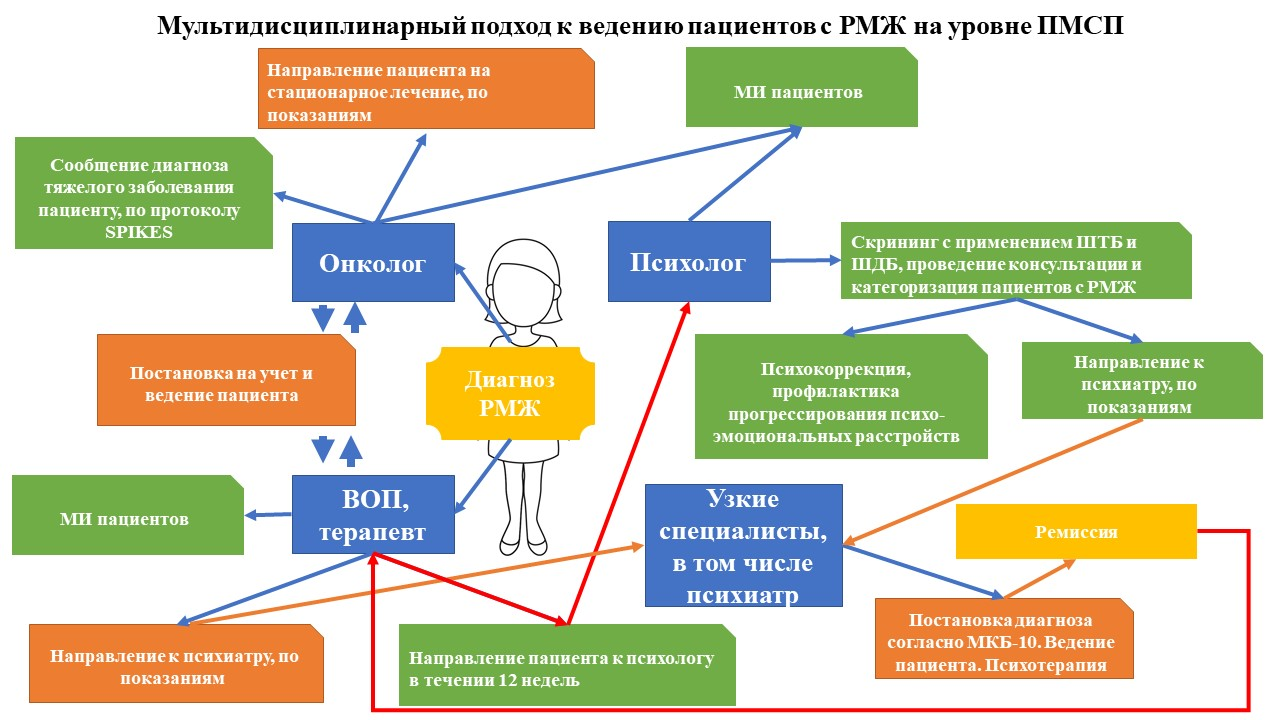 Мультидисциплинарный подход к ведению пациентов с РМЖ на уровне ПМСП
Направление пациента на
стационарное лечение, по
показаниям
МИ пациентов
Сообщение диагноза
тяжелого заболевания
пациенту, по протоколу
SPIKES
Онколог
Психолог
Скрининг с применением ШТБ и
ШДБ, проведение консультации и
категоризация пациентов с РМЖ
Постановка на учет и
ведение пациента
Диагноз
РМЖ
Психокоррекция,
профилактика
прогрессирования психо-
эмоциональных расстройств
Направление к
психиатру, по
показаниям
МИ пациентов
ВОП,
терапевт
Узкие
специалисты,
в том числе
психиатр
Ремиссия
Направление к психиатру, по
показаниям
Направление пациента к психологу
в течении 12 недель
Постановка диагноза
согласно МКБ-10. Ведение
пациента. Психотерапия